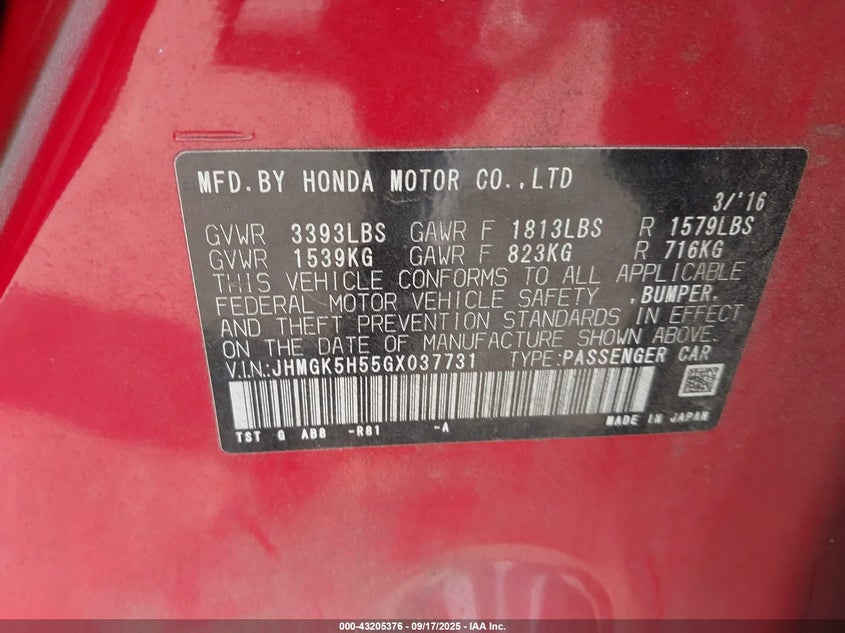 MFD.BY HONDA MOTOR CO.,LTD
3/'16
GVWR 3393LBS GAWR F 1813LBS R 1579LBS
GVWR 1539KG GAWR F 823KG R 716KG
THIS VEHICLE CONFORMS TO ALL APPLICABLE
FEDERAL MOTOR VEHICLE SAFETY ,BUMPER,
AND THEFT PREVENTION STANDARDS IN EFFECT
ON THE DATE OF MANUFACTURE SHOWN ABOVE.
V.I.N.:JHMGK5H55GX037731 TYPE:PASSENGER CAR
MADE IN JAPAN
TST G AB8 -R81 -A
000-43205376 - 09/17/2025 - IAA Inc.